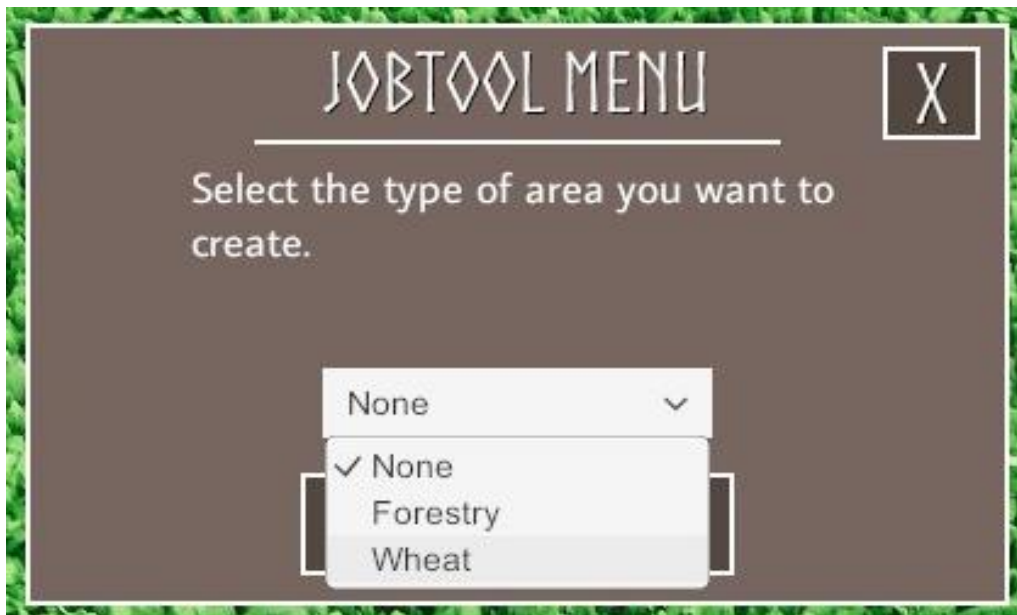 JOBTOOL MENU
X
Select the type of area you want to
create.
None
None
Forestry
Wheat